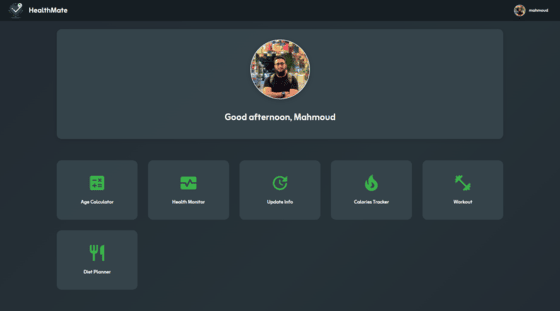 HealthMate
mahmoud
Good afternoon, Mahmoud
Age Calculator
Health Monitor
Update Info
Calories Tracker
Workout
Diet Planner